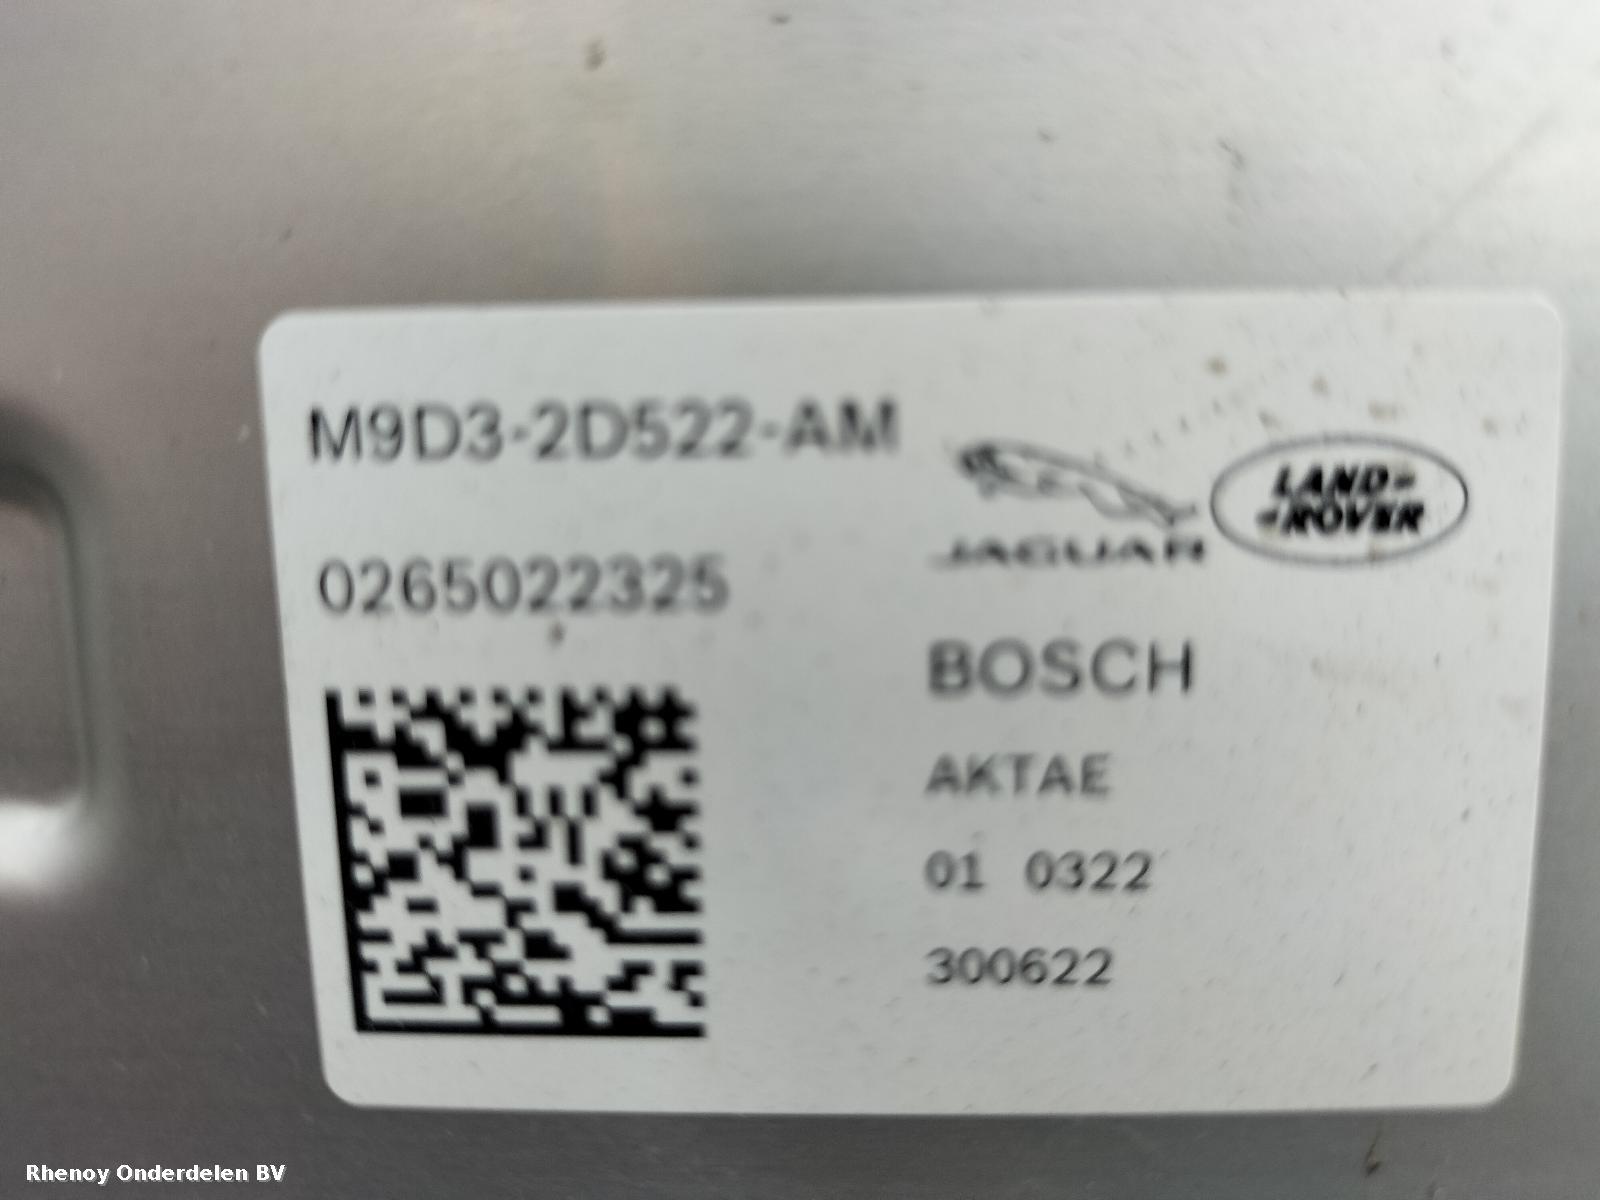 M9D3-2D522-AM
0265022325
JAGUAR
LAND-
-ROVER
BOSCH
AKTAE
01 0322
300622
Rhenoy Onderdelen BV